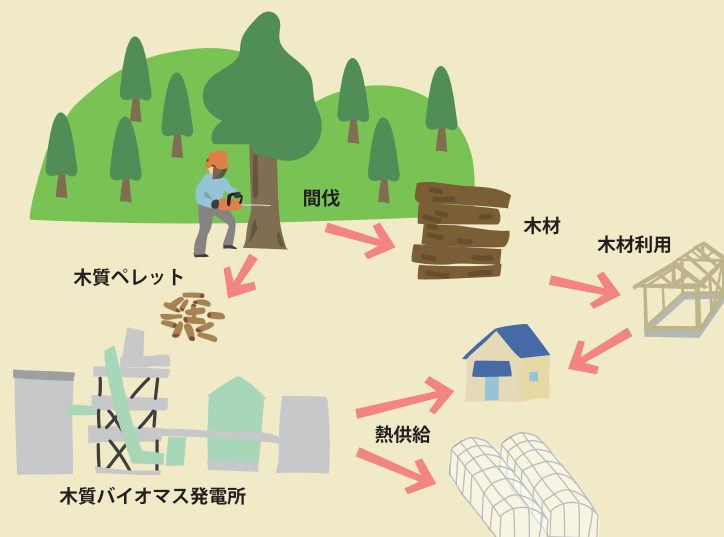 間伐
木材
木材利用
木質ペレット
熱供給
木質バイオマス発電所